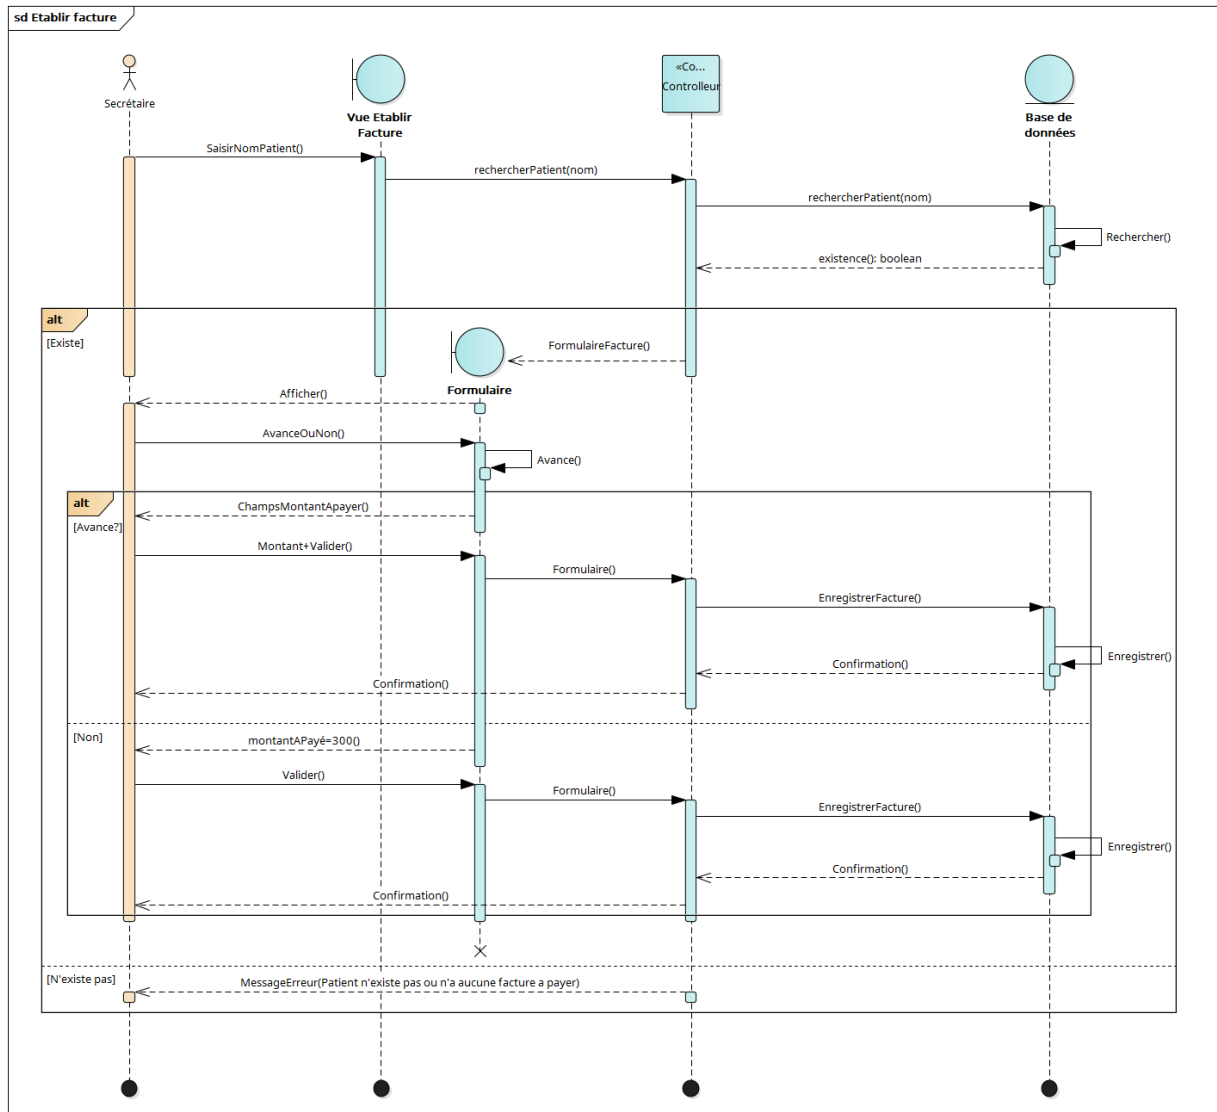 sd Etablir facture
Secrétaire
Vue Etablir
Facture
«Co...
Controlleur
Base de
données
SaisirNomPatient()
rechercherPatient(nom)
rechercherPatient(nom)
Rechercher()
existence(): boolean
alt
[Existe]
FormulaireFacture()
Formulaire
Afficher()
AvanceOuNon()
Avance()
alt
ChampsMontantApayer()
[Avance?]
Montant+Valider()
Formulaire()
EnregistrerFacture()
Enregistrer()
Confirmation()
Confirmation()
[Non]
montantAPayé=300()
Valider()
Formulaire()
EnregistrerFacture()
Enregistrer()
Confirmation()
Confirmation()
[N'existe pas]
MessageErreur(Patient n'existe pas ou n'a aucune facture a payer)